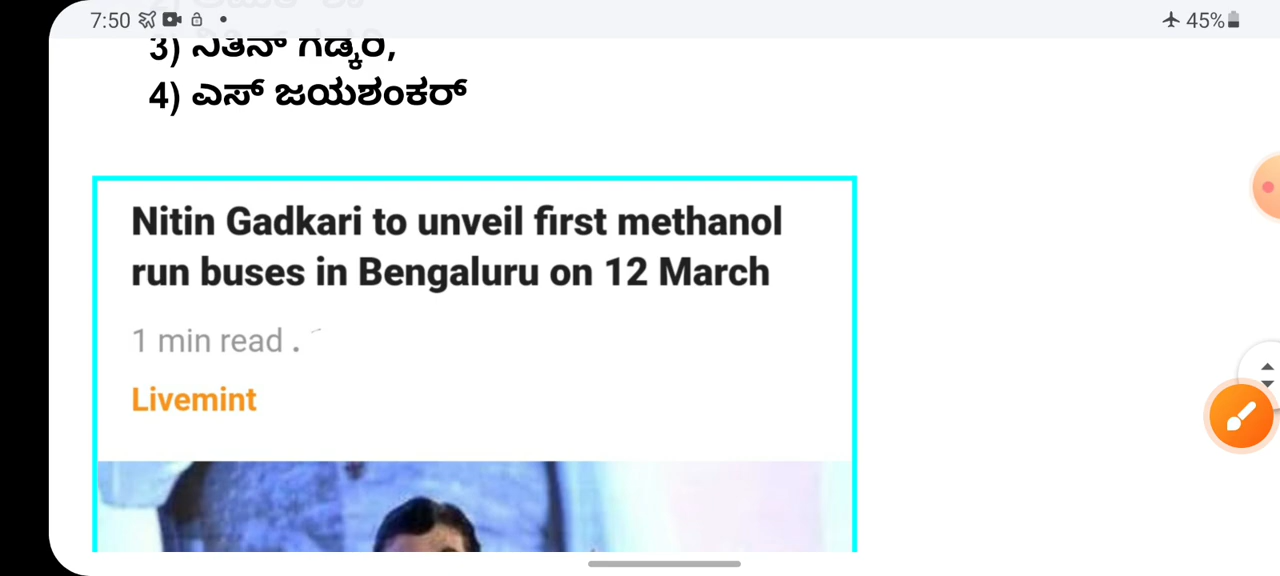 7:50
45%
3) ನಿತಿನ್ ಗಡ್ಕರಿ,
4) ಎಸ್ ಜಯಶಂಕರ್
Nitin Gadkari to unveil first methanol
run buses in Bengaluru on 12 March
1 min read .
Livemint